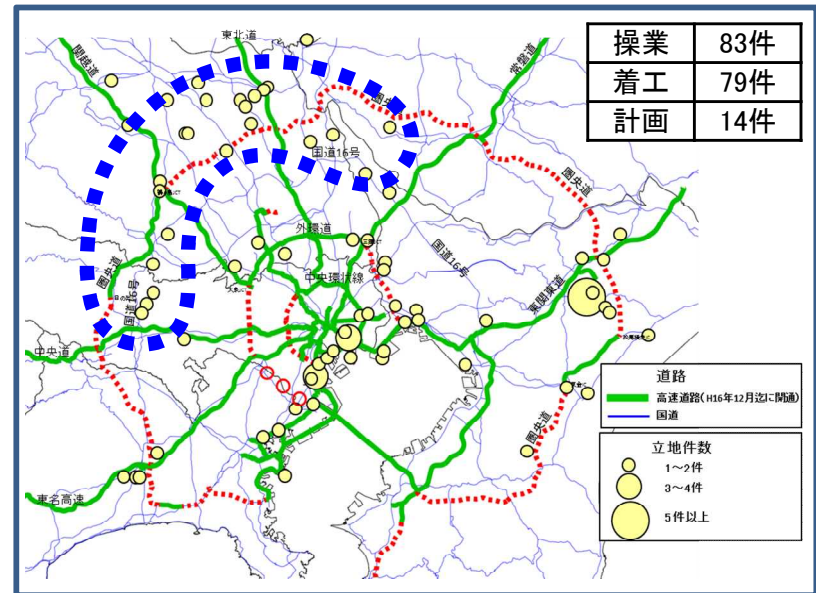 操業 83件
着工 79件
計画 14件
東北道
関越道
常磐道
圏央道
国道16号
圏央道
外環道
国道16号
中央環状線
東関東道
圏央道
国道16号
中央道
圏央道
東名高速
道路
高速道路(H16年12月迄に開通)
国道
立地件数
1～2件
3～4件
5件以上